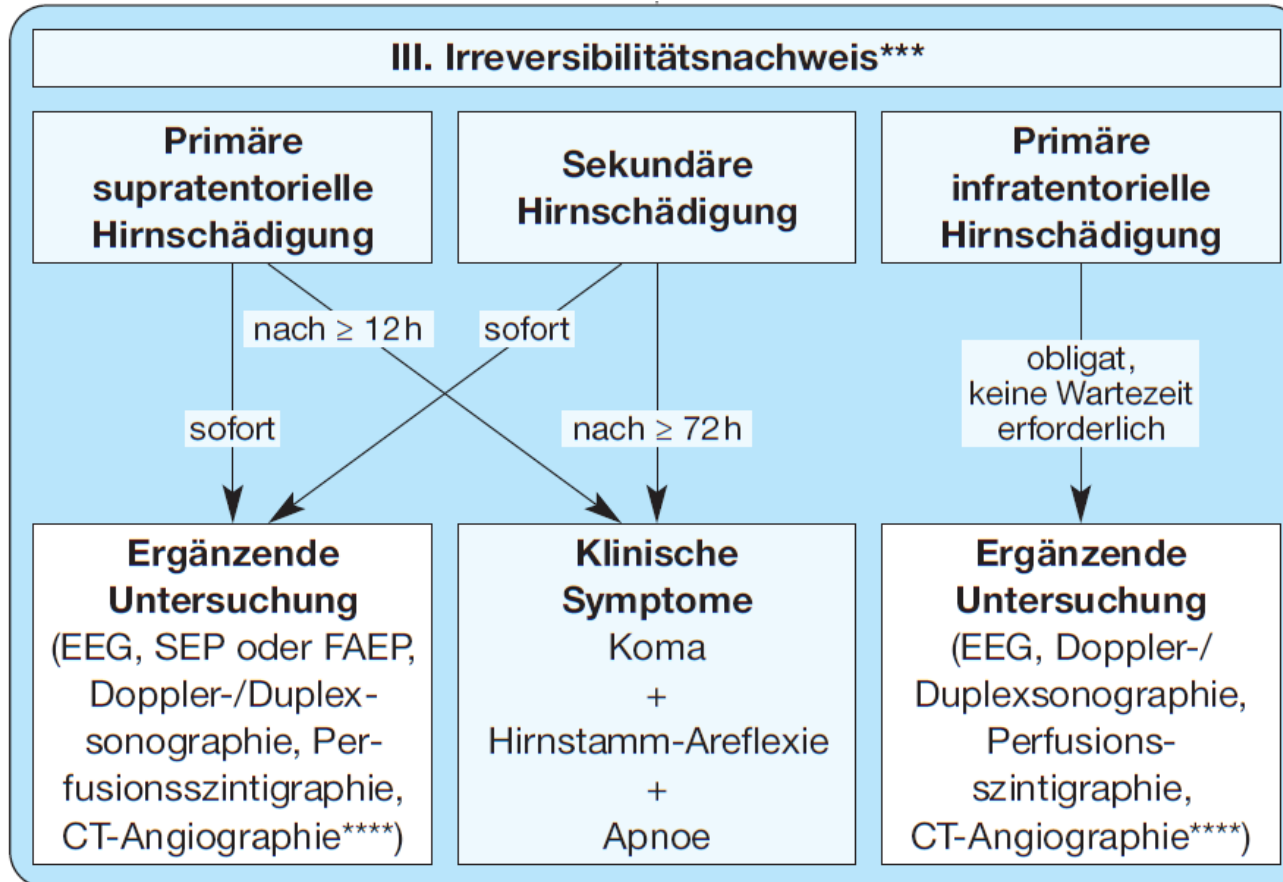 III. Irreversibilitätsnachweis***
Primäre
supratentorielle
Hirnschädigung
Sekundäre
Hirnschädigung
Primäre
infratentorielle
Hirnschädigung
nach ≥ 12 h
sofort
sofort
nach ≥ 72 h
obligat,
keine Wartezeit
erforderlich
Ergänzende
Untersuchung
(EEG, SEP oder FAEP,
Doppler-/Duplex-
sonographie, Per-
fusionsszintigraphie,
CT-Angiographie****)
Klinische
Symptome
Koma
+
Hirnstamm-Areflexie
+
Apnoe
Ergänzende
Untersuchung
(EEG, Doppler-/
Duplexsonographie,
Perfusions-
szintigraphie,
CT-Angiographie****)